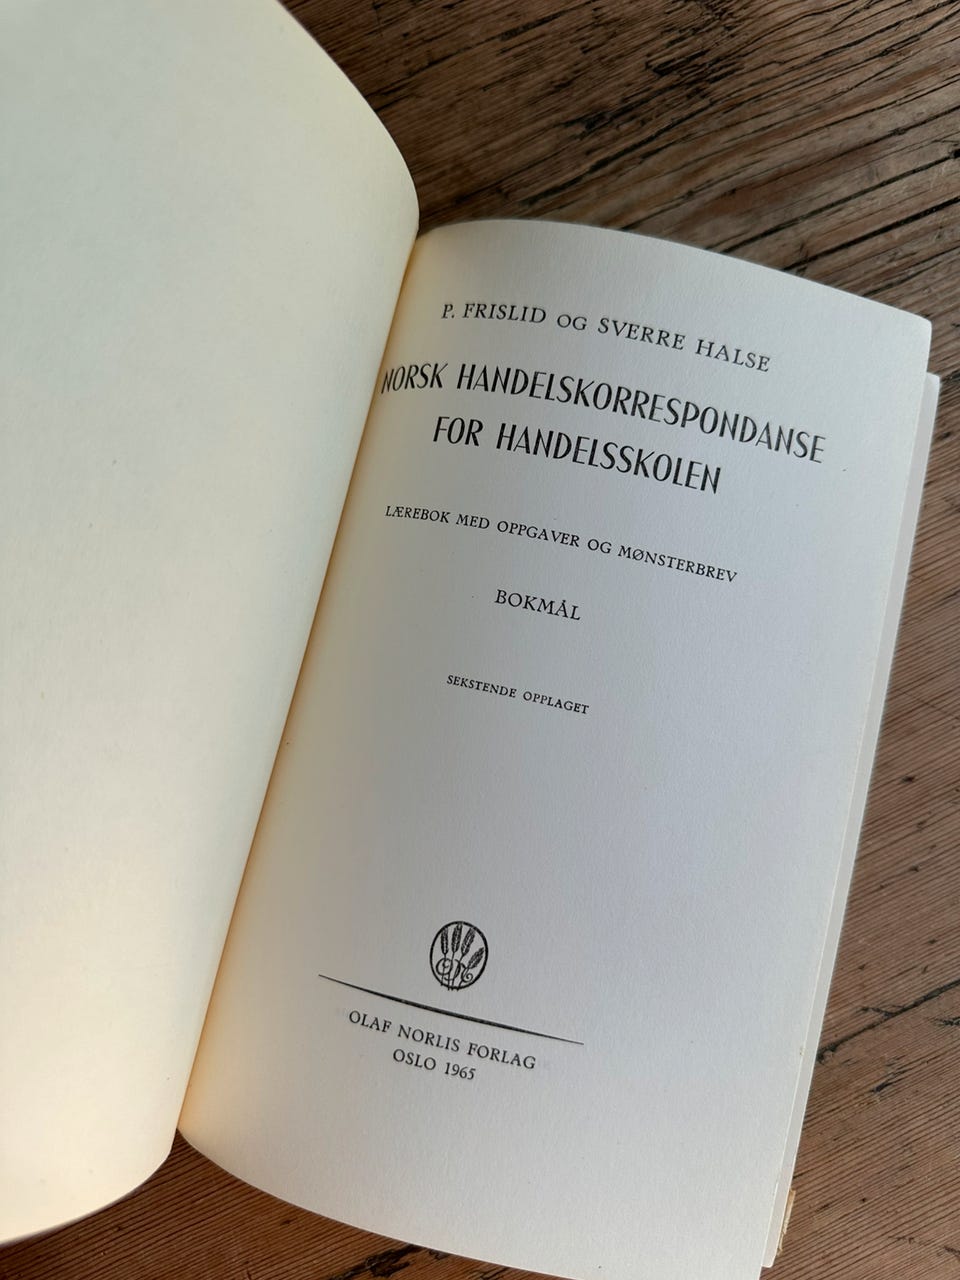 P. FRISLID OG SVERRE HALSE
NORSK HANDELSKORRESPONDANSE
FOR HANDELSSKOLEN
LÆREBOK MED OPPGAVER OG MØNSTERBREV
BOKMÅL
SEKSTENDE OPPLAGET
OLAF NORLIS FORLAG
OSLO 1965